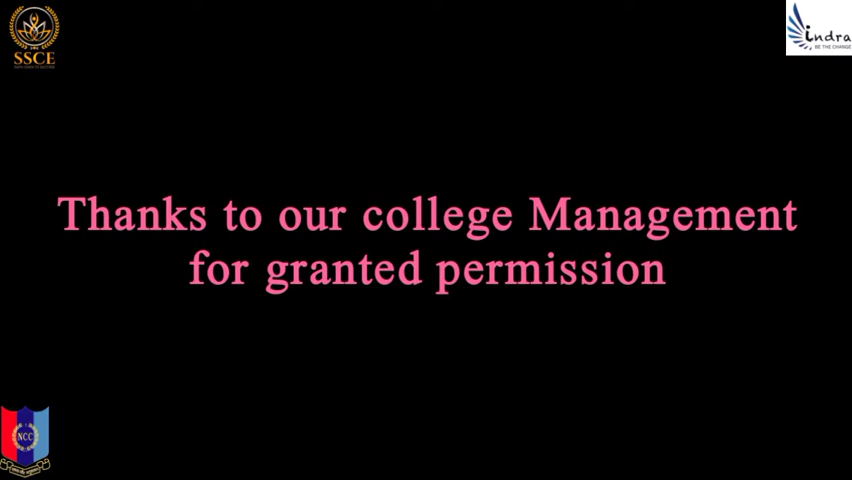 SSCE
indra
BE THE CHANGE
Thanks to our college Management
for granted permission
NCC